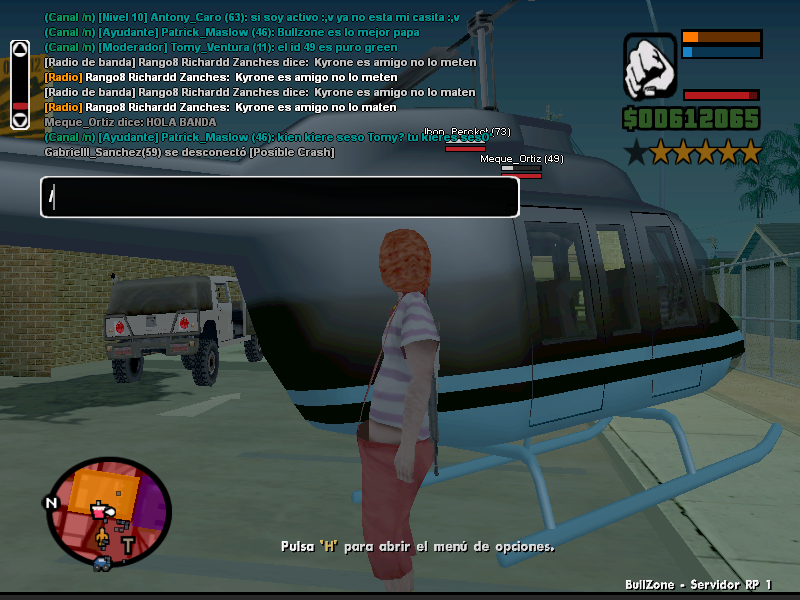 (Canal /n) [Nivel 10] Antony_Caro (63): si soy activo :,v ya no esta mi casita :,v
(Canal /n) [Ayudante] Patrick_Maslow (46): Bullzone es lo mejor papa
(Canal /n) [Moderador] Tomy_Ventura (11): el id 49 es puro green
[Radio de banda] Rango8 Richardd Zanches dice: Kyrone es amigo no lo meten
[Radio] Rango8 Richardd Zanches: Kyrone es amigo no lo meten
[Radio de banda] Rango8 Richardd Zanches dice: Kyrone es amigo no lo maten
[Radio] Rango8 Richardd Zanches: Kyrone es amigo no lo maten
Meque_Ortiz dice: HOLA BANDA
(Canal /n) [Ayudante] Patrick_Maslow (46): kien kiere seso Tomy? tu kieres seso
GabrielII_Sanchez(59) se desconectó [Posible Crash]
(73)
Meque_Ortiz (49)
/
$00612065
N
T
Pulsa 'H' para abrir el menú de opciones.
BullZone - Servidor RP 1